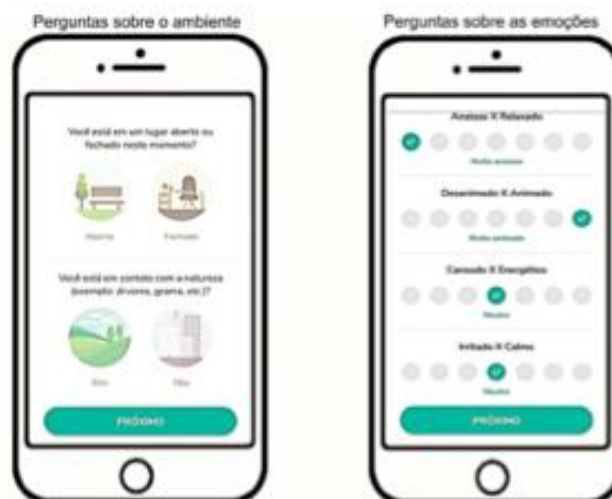 Perguntas sobre o ambiente
Você está em um lugar aberto ou
fechado neste momento?
Aberto
Fechado
Você está em contato com a natureza
(exemplo: árvores, grama, etc.)?
Sim
Não
PRÓXIMO
Perguntas sobre as emoções
Ansioso X Relaxado
Muito ansioso
Desanimado X Animado
Muito animado
Cansado X Energético
Neutro
Irritado X Calmo
Neutro
PRÓXIMO